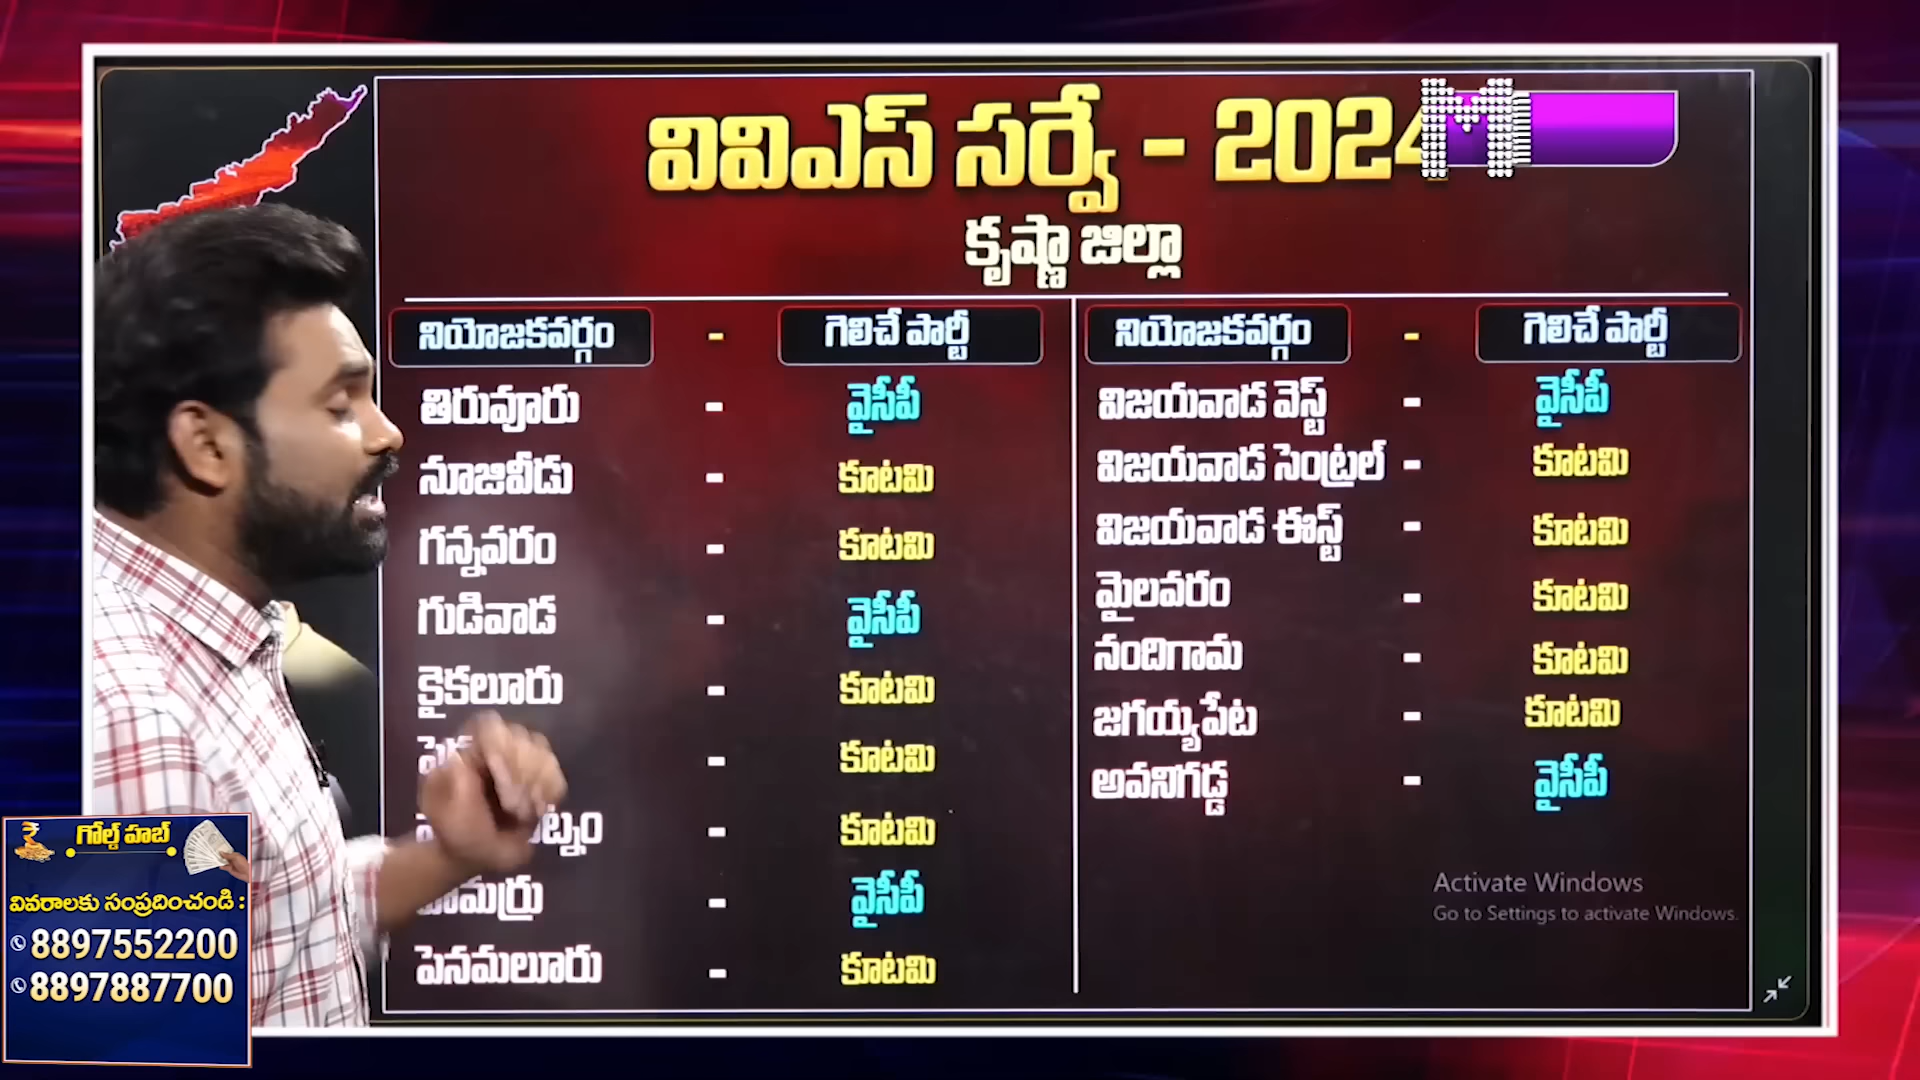 వివిఎస్ సర్వే - 2024
M
కృష్ణా జిల్లా
నియోజకవర్గం - గెలిచే పార్టీ
తిరువూరు - వైసీపీ
నూజివీడు - కూటమి
గన్నవరం - కూటమి
గుడివాడ - వైసీపీ
కైకలూరు - కూటమి
- కూటమి
- కూటమి
- వైసీపీ
పెనమలూరు - కూటమి
నియోజకవర్గం - గెలిచే పార్టీ
విజయవాడ వెస్ట్ - వైసీపీ
విజయవాడ సెంట్రల్ - కూటమి
విజయవాడ ఈస్ట్ - కూటమి
మైలవరం - కూటమి
నందిగామ - కూటమి
జగయ్యపేట - కూటమి
అవనిగడ్డ - వైసీపీ
Activate Windows
Go to Settings to activate Windows.
గోల్డ్ హబ్
వివరాలకు సంప్రదించండి :
8897552200
8897887700